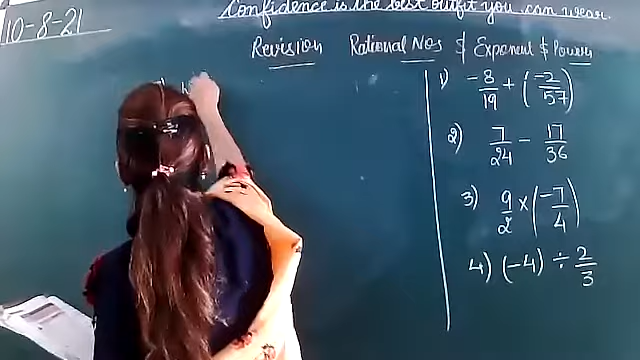 10-8-21
Confidence is the best outfit you can wear.
Revision Rational Nos & Exponent & Powers
1) -8/19 + (-2/57)
2) 7/24 - 17/36
3) 9/2 × (-7/4)
4) (-4) ÷ 2/3